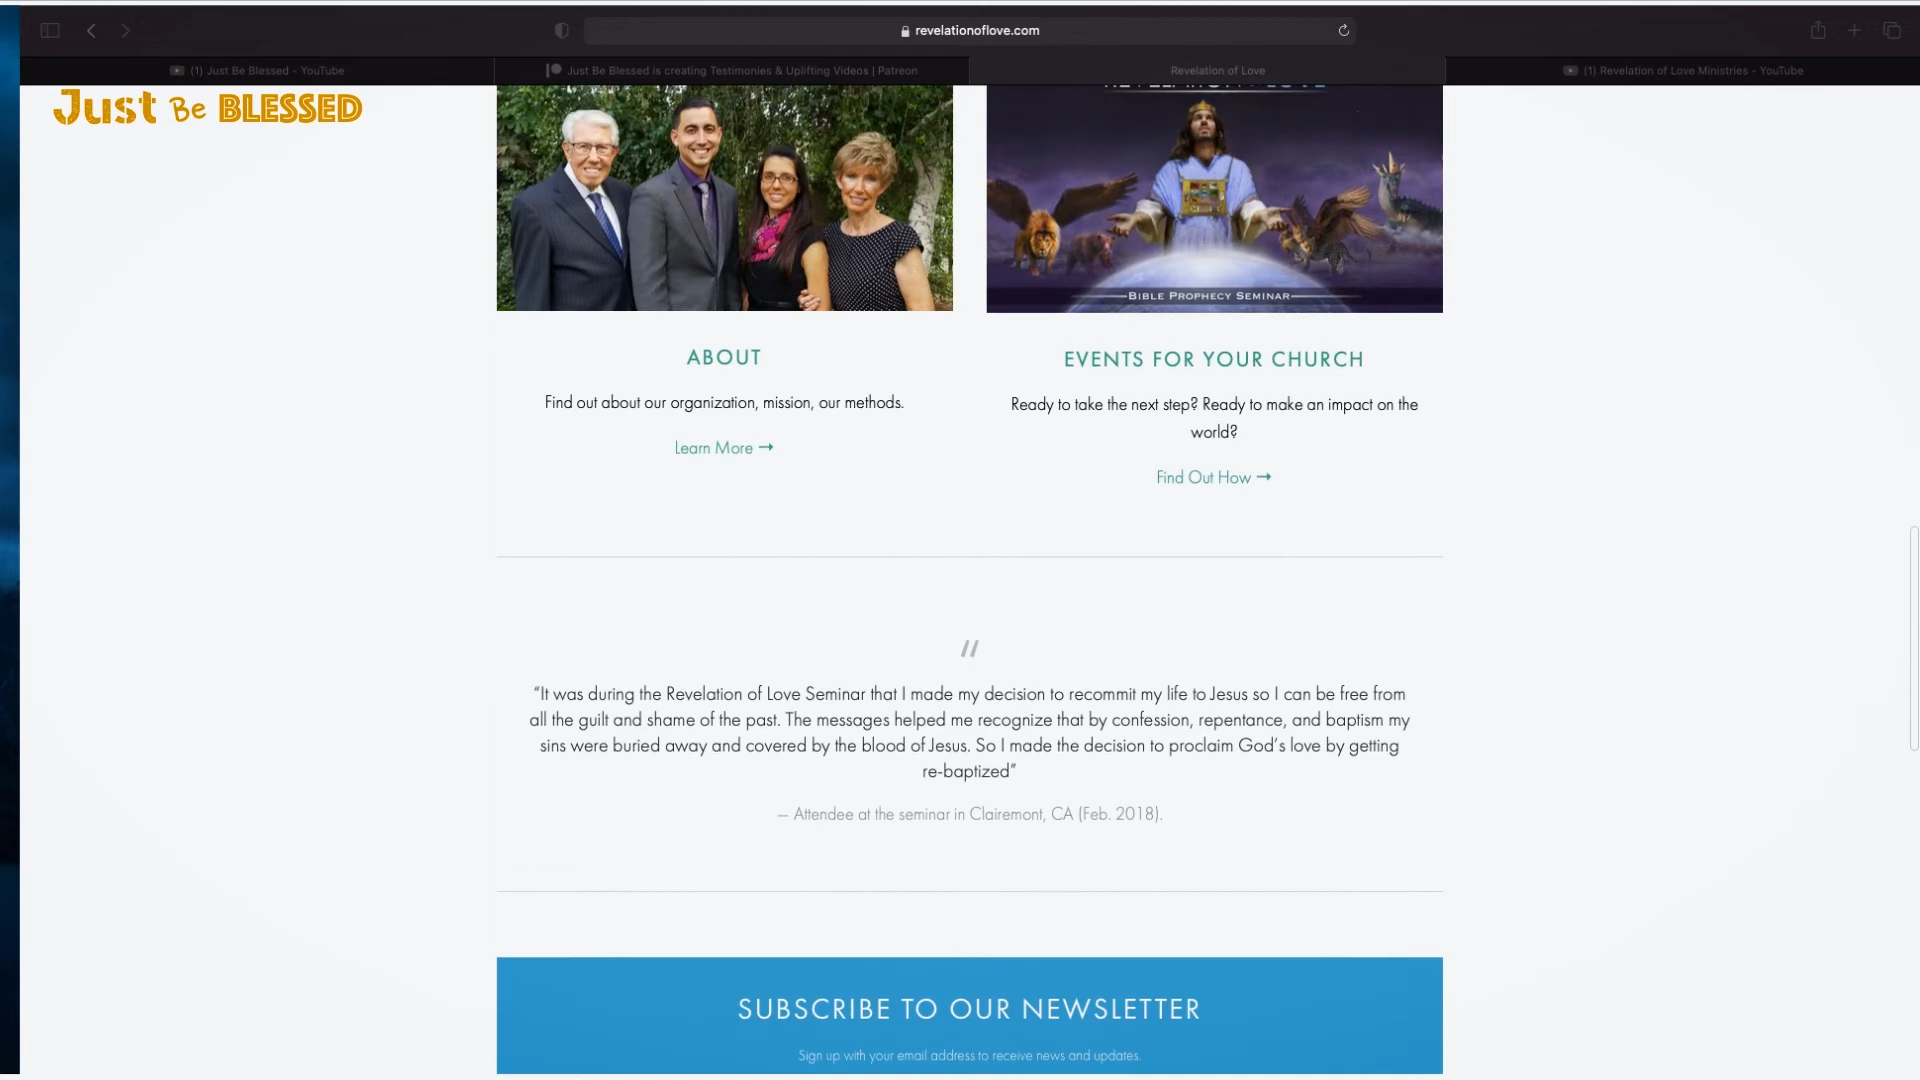 revelationoflove.com
(1) Just Be Blessed - YouTube
Just Be Blessed is creating Testimonies & Uplifting Videos | Patreon
Revelation of Love
(1) Revelation of Love Ministries - YouTube
Just Be BLESSED
BIBLE PROPHECY SEMINAR
ABOUT
Find out about our organization, mission, our methods.
Learn More →
EVENTS FOR YOUR CHURCH
Ready to take the next step? Ready to make an impact on the
world?
Find Out How →
"
“It was during the Revelation of Love Seminar that I made my decision to recommit my life to Jesus so I can be free from
all the guilt and shame of the past. The messages helped me recognize that by confession, repentance, and baptism my
sins were buried away and covered by the blood of Jesus. So I made the decision to proclaim God’s love by getting
re-baptized”
— Attendee at the seminar in Clairemont, CA (Feb. 2018).
SUBSCRIBE TO OUR NEWSLETTER
Sign up with your email address to receive news and updates.